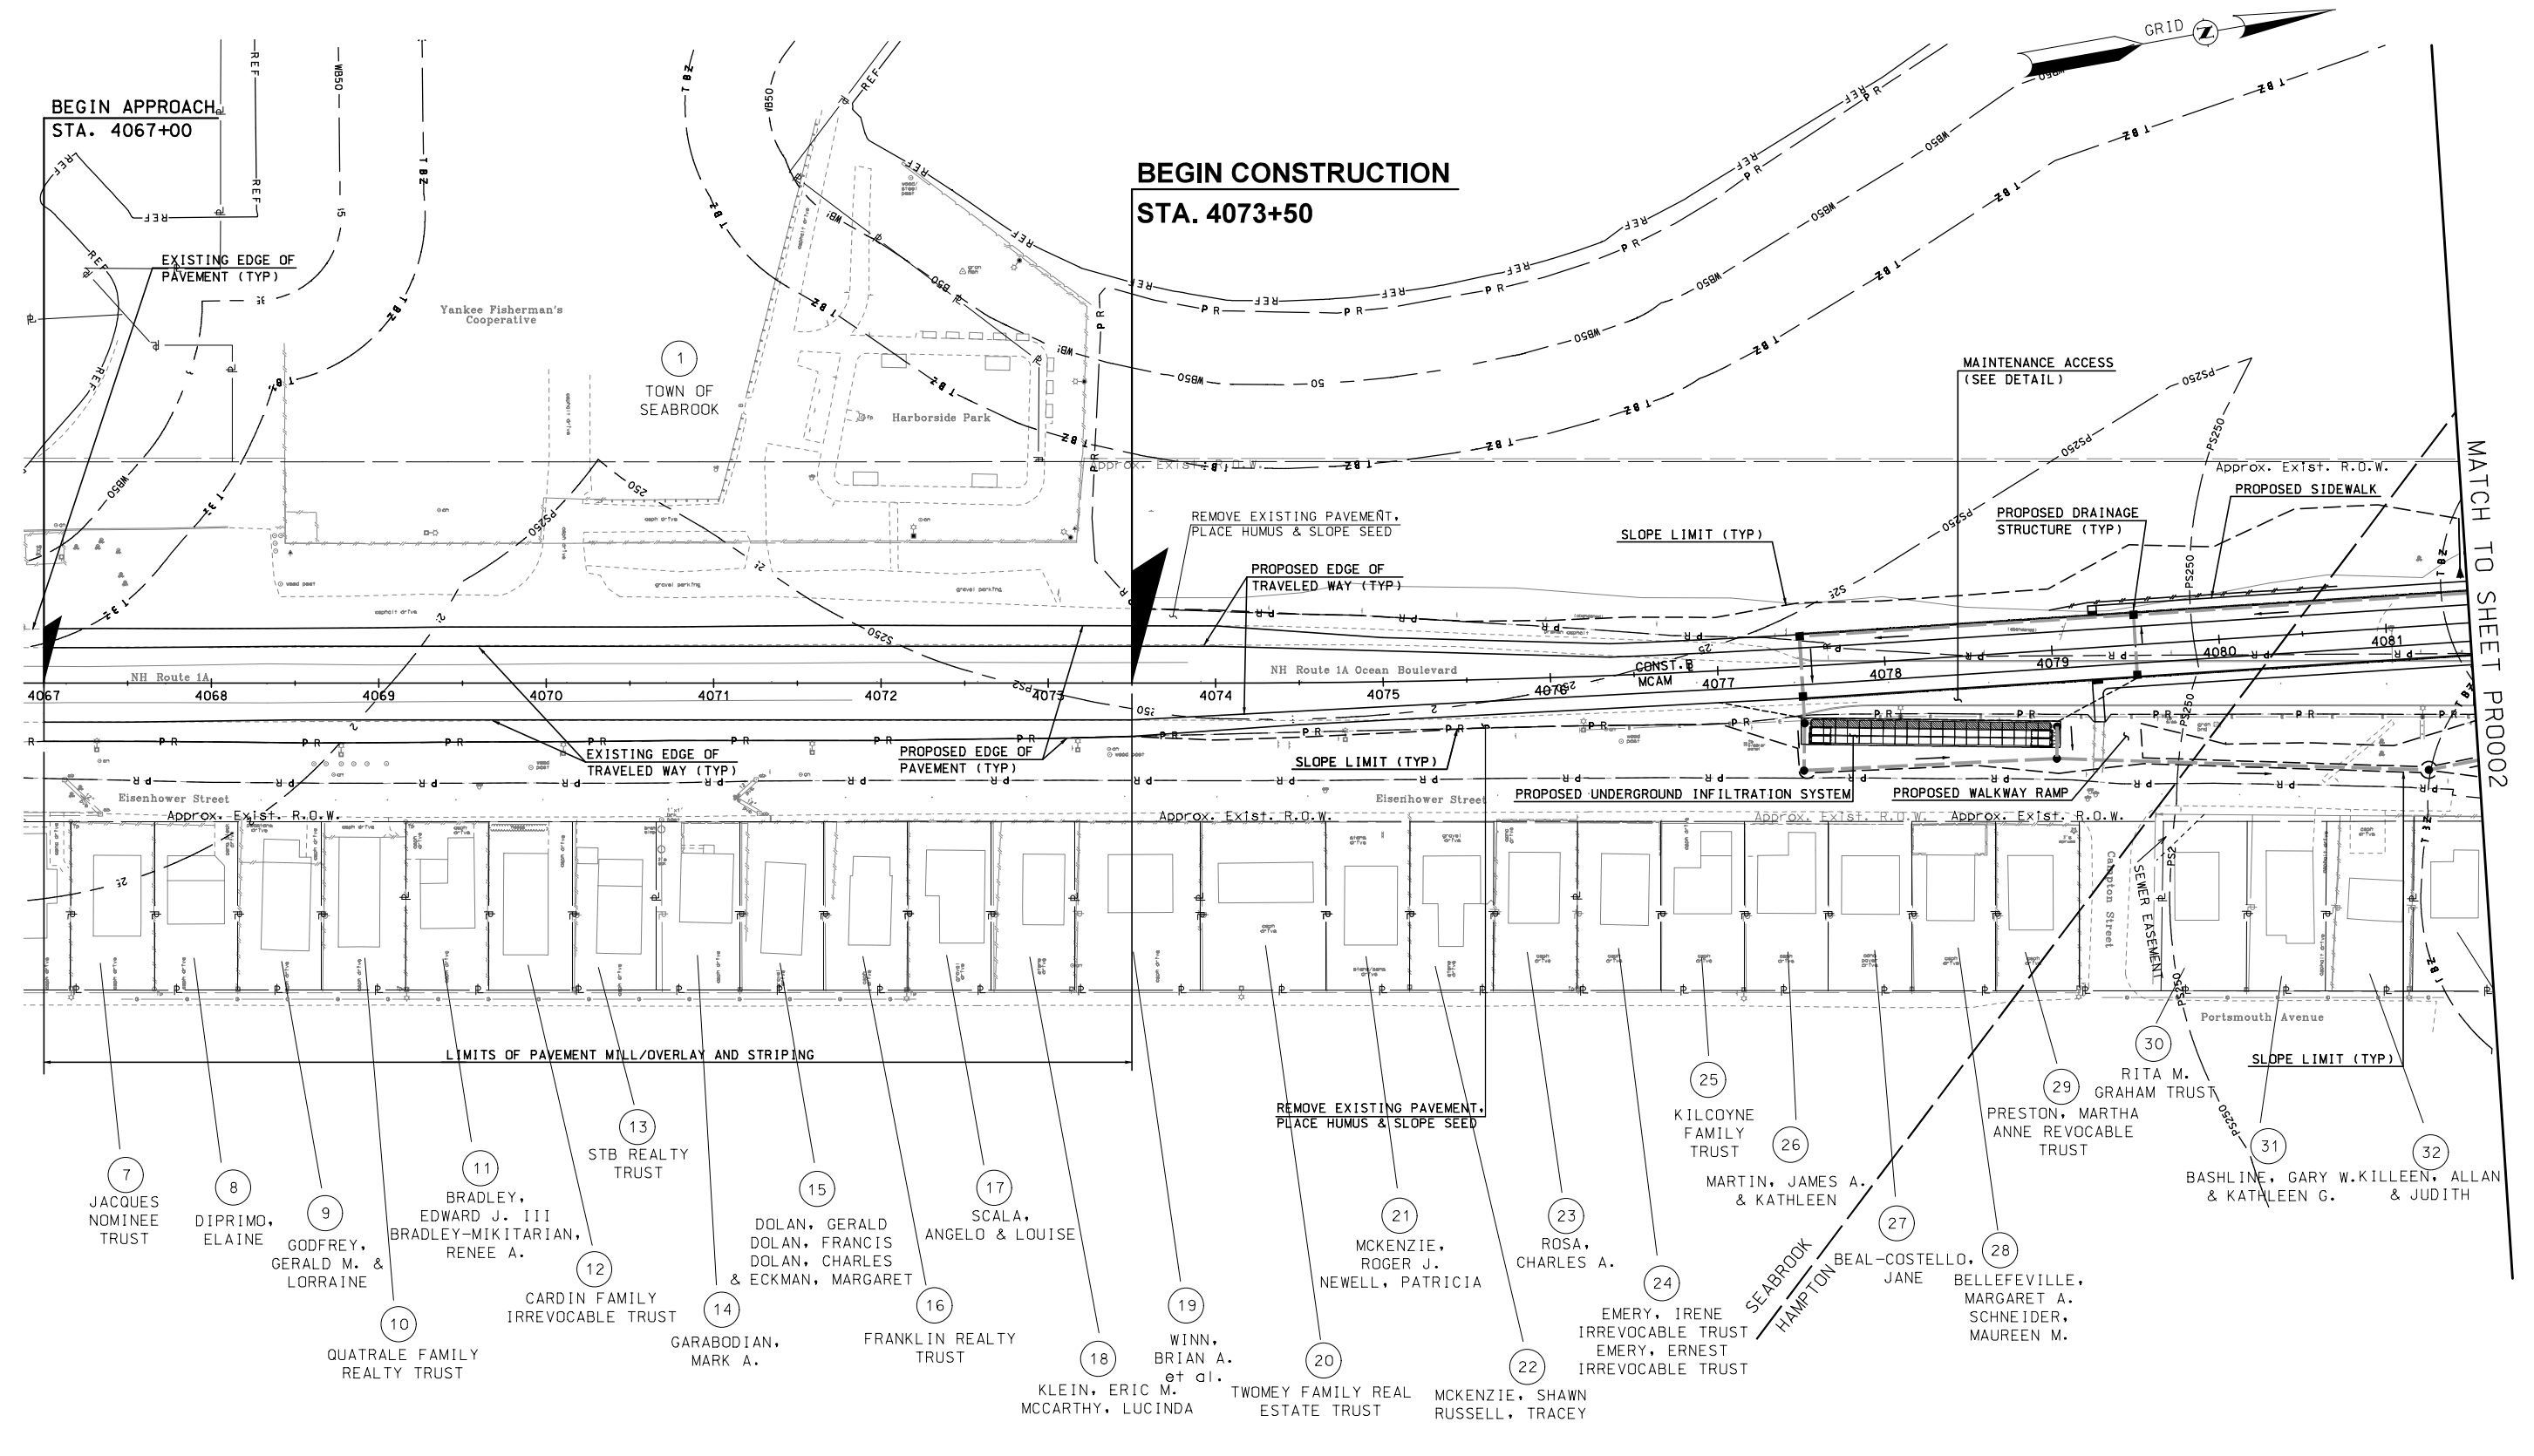 GRID
Z
BEGIN APPROACH
STA. 4067+00
BEGIN CONSTRUCTION
STA. 4073+50
EXISTING EDGE OF
PAVEMENT (TYP)
Yankee Fisherman's
Cooperative
1
TOWN OF
SEABROOK
Harborside Park
MAINTENANCE ACCESS
(SEE DETAIL)
Approx. Exist. R.O.W.
Approx. Exist. R.O.W.
PROPOSED SIDEWALK
PROPOSED DRAINAGE
STRUCTURE (TYP)
MATCH TO SHEET PRO002
REMOVE EXISTING PAVEMENT,
PLACE HUMUS & SLOPE SEED
SLOPE LIMIT (TYP)
PROPOSED EDGE OF
TRAVELED WAY (TYP)
asphalt drive
gravel parking
gravel parking
NH Route 1A
NH Route 1A Ocean Boulevard
CONST. B
MCAM
4067
4068
4069
4070
4071
4072
4073
4074
4075
4076
4077
4078
4079
4080
4081
EXISTING EDGE OF
TRAVELED WAY (TYP)
PROPOSED EDGE OF
PAVEMENT (TYP)
SLOPE LIMIT (TYP)
PROPOSED UNDERGROUND INFILTRATION SYSTEM
PROPOSED WALKWAY RAMP
Eisenhower Street
Eisenhower Street
Approx. Exist. R.O.W.
Approx. Exist. R.O.W.
Approx. Exist. R.O.W.
Approx. Exist. R.O.W.
Campton Street
SEWER EASEMENT
Portsmouth Avenue
LIMITS OF PAVEMENT MILL/OVERLAY AND STRIPING
SLOPE LIMIT (TYP)
REMOVE EXISTING PAVEMENT,
PLACE HUMUS & SLOPE SEED
7
JACQUES
NOMINEE
TRUST
8
DIPRIMO,
ELAINE
9
GODFREY,
GERALD M. &
LORRAINE
10
QUATRALE FAMILY
REALTY TRUST
11
BRADLEY,
EDWARD J. III
BRADLEY-MIKITARIAN,
RENEE A.
12
CARDIN FAMILY
IRREVOCABLE TRUST
13
STB REALTY
TRUST
14
GARABODIAN,
MARK A.
15
DOLAN, GERALD
DOLAN, FRANCIS
DOLAN, CHARLES
& ECKMAN, MARGARET
16
FRANKLIN REALTY
TRUST
17
SCALA,
ANGELO & LOUISE
18
KLEIN, ERIC M.
MCCARTHY, LUCINDA
19
WINN,
BRIAN A.
et al.
20
TWOMEY FAMILY REAL
ESTATE TRUST
21
MCKENZIE,
ROGER J.
NEWELL, PATRICIA
22
MCKENZIE, SHAWN
RUSSELL, TRACEY
23
ROSA,
CHARLES A.
24
EMERY, IRENE
IRREVOCABLE TRUST
EMERY, ERNEST
IRREVOCABLE TRUST
25
KILCOYNE
FAMILY
TRUST
26
MARTIN, JAMES A.
& KATHLEEN
SEABROOK
HAMPTON
27
BEAL-COSTELLO,
JANE
28
BELLEFEVILLE,
MARGARET A.
SCHNEIDER,
MAUREEN M.
29
PRESTON, MARTHA
ANNE REVOCABLE
TRUST
30
RITA M.
GRAHAM TRUST
31
BASHLINE, GARY W.
& KATHLEEN G.
32
KILLEEN, ALLAN
& JUDITH